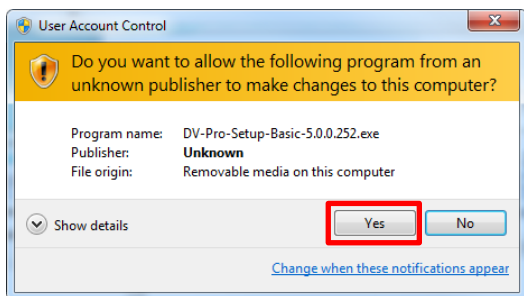 User Account Control
Do you want to allow the following program from an
unknown publisher to make changes to this computer?
Program name: DV-Pro-Setup-Basic-5.0.0.252.exe
Publisher: Unknown
File origin: Removable media on this computer
Show details Yes No
Change when these notifications appear